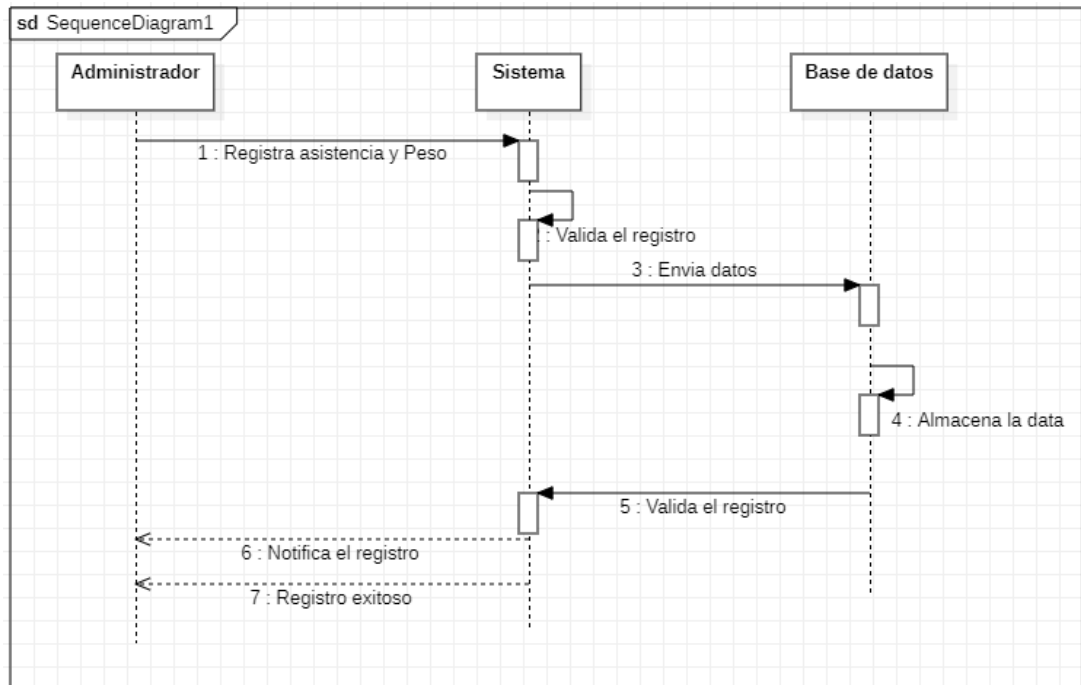 sd SequenceDiagram1
Administrador
Sistema
Base de datos
1 : Registra asistencia y Peso
: Valida el registro
3 : Envia datos
4 : Almacena la data
5 : Valida el registro
6 : Notifica el registro
7 : Registro exitoso